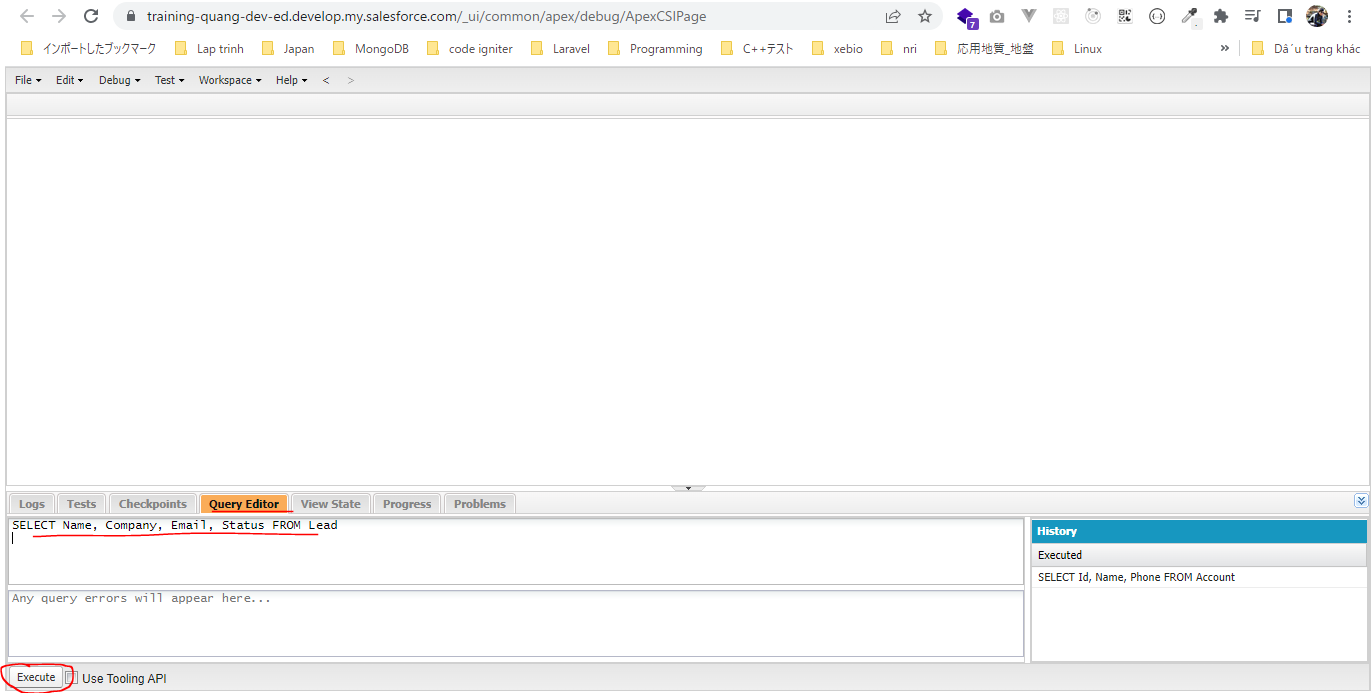 training-quang-dev-ed.develop.my.salesforce.com/_ui/common/apex/debug/ApexCSIPage
7
インポートしたブックマーク Lap trinh Japan MongoDB code igniter Laravel Programming C++テスト xebio nri 応用地質_地盤 Linux » Dấu trang khác
File Edit Debug Test Workspace Help < >
Logs Tests Checkpoints Query Editor View State Progress Problems
SELECT Name, Company, Email, Status FROM Lead
Any query errors will appear here...
History
Executed
SELECT Id, Name, Phone FROM Account
Execute Use Tooling API